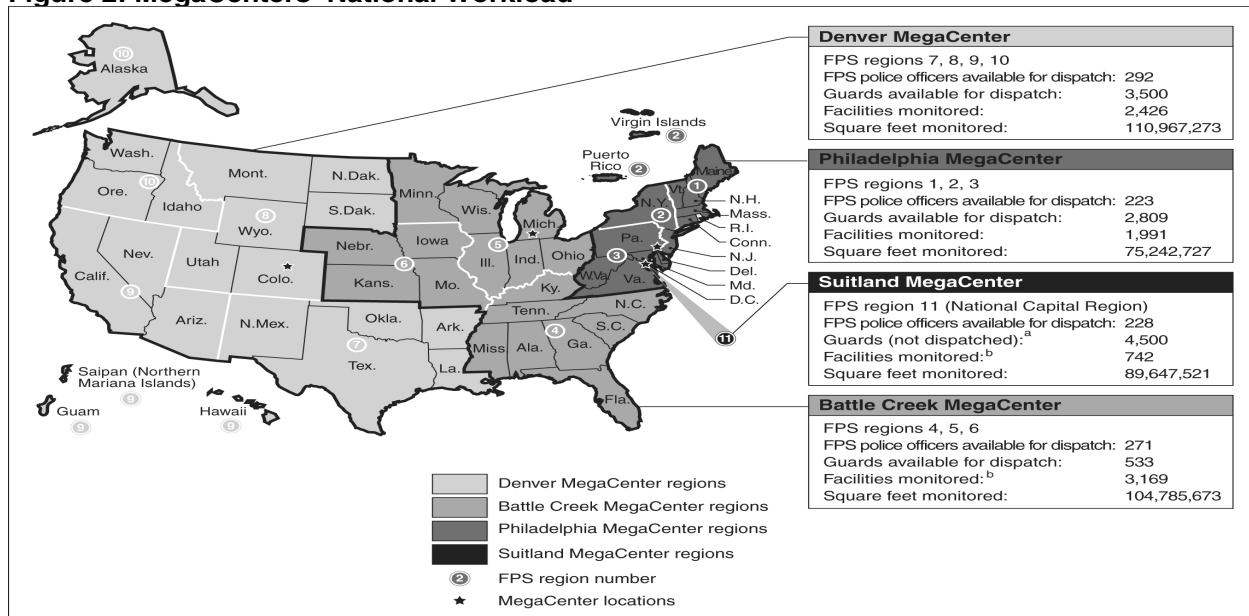 Figure 2: MegaCenters' National Workload
10
Alaska
Wash.
Ore.
10
Idaho
Mont.
8
Wyo.
N.Dak.
S.Dak.
Nev.
Calif.
9
Utah
Colo.
Ariz.
N.Mex.
Nebr.
Kans.
6
Okla.
7
Tex.
Ark.
La.
Minn.
Wis.
Iowa
Mo.
5
Ill.
Mich.
Ind.
Ohio
Ky.
Tenn.
N.C.
S.C.
4
Miss.
Ala.
Ga.
Fla.
Virgin Islands
2
Puerto
Rico
2
Maine
1
Vt.
N.Y.
2
Pa.
3
W.Va.
Va.
N.H.
Mass.
R.I.
Conn.
N.J.
Del.
Md.
D.C.
11
Saipan (Northern
Mariana Islands)
9
Guam
9
Hawaii
9
Denver MegaCenter
FPS regions 7, 8, 9, 10
FPS police officers available for dispatch: 292
Guards available for dispatch: 3,500
Facilities monitored: 2,426
Square feet monitored: 110,967,273
Philadelphia MegaCenter
FPS regions 1, 2, 3
FPS police officers available for dispatch: 223
Guards available for dispatch: 2,809
Facilities monitored: 1,991
Square feet monitored: 75,242,727
Suitland MegaCenter
FPS region 11 (National Capital Region)
FPS police officers available for dispatch: 228
Guards (not dispatched):a 4,500
Facilities monitored:b 742
Square feet monitored: 89,647,521
Battle Creek MegaCenter
FPS regions 4, 5, 6
FPS police officers available for dispatch: 271
Guards available for dispatch: 533
Facilities monitored:b 3,169
Square feet monitored: 104,785,673
Denver MegaCenter regions
Battle Creek MegaCenter regions
Philadelphia MegaCenter regions
Suitland MegaCenter regions
2 FPS region number
MegaCenter locations